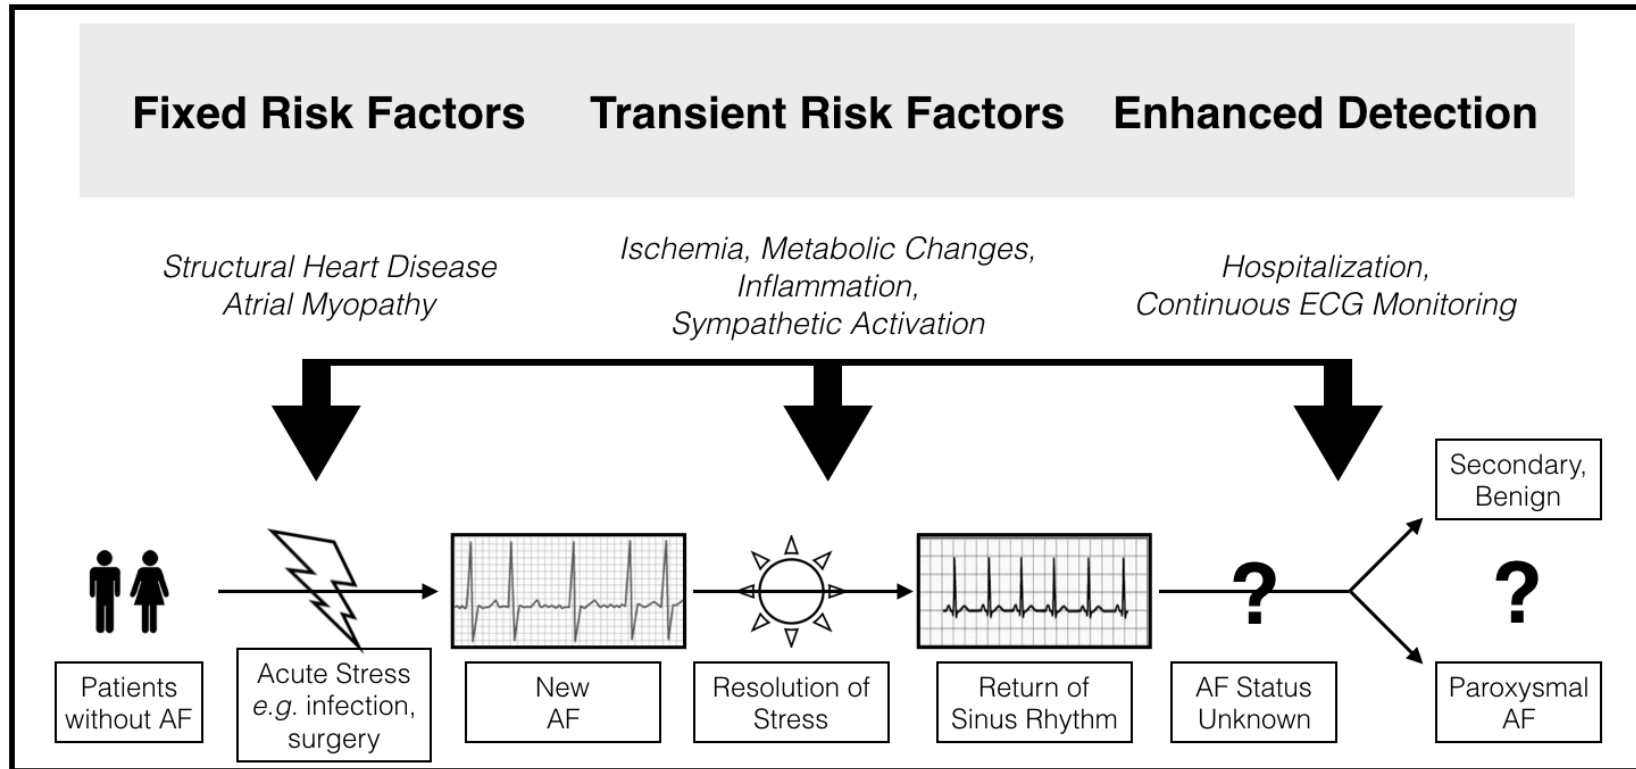 Fixed Risk Factors
Transient Risk Factors
Enhanced Detection
Structural Heart Disease
Atrial Myopathy
Ischemia, Metabolic Changes,
Inflammation,
Sympathetic Activation
Hospitalization,
Continuous ECG Monitoring
Secondary,
Benign
?
?
Patients
without AF
Acute Stress
e.g. infection,
surgery
New
AF
Resolution of
Stress
Return of
Sinus Rhythm
AF Status
Unknown
Paroxysmal
AF